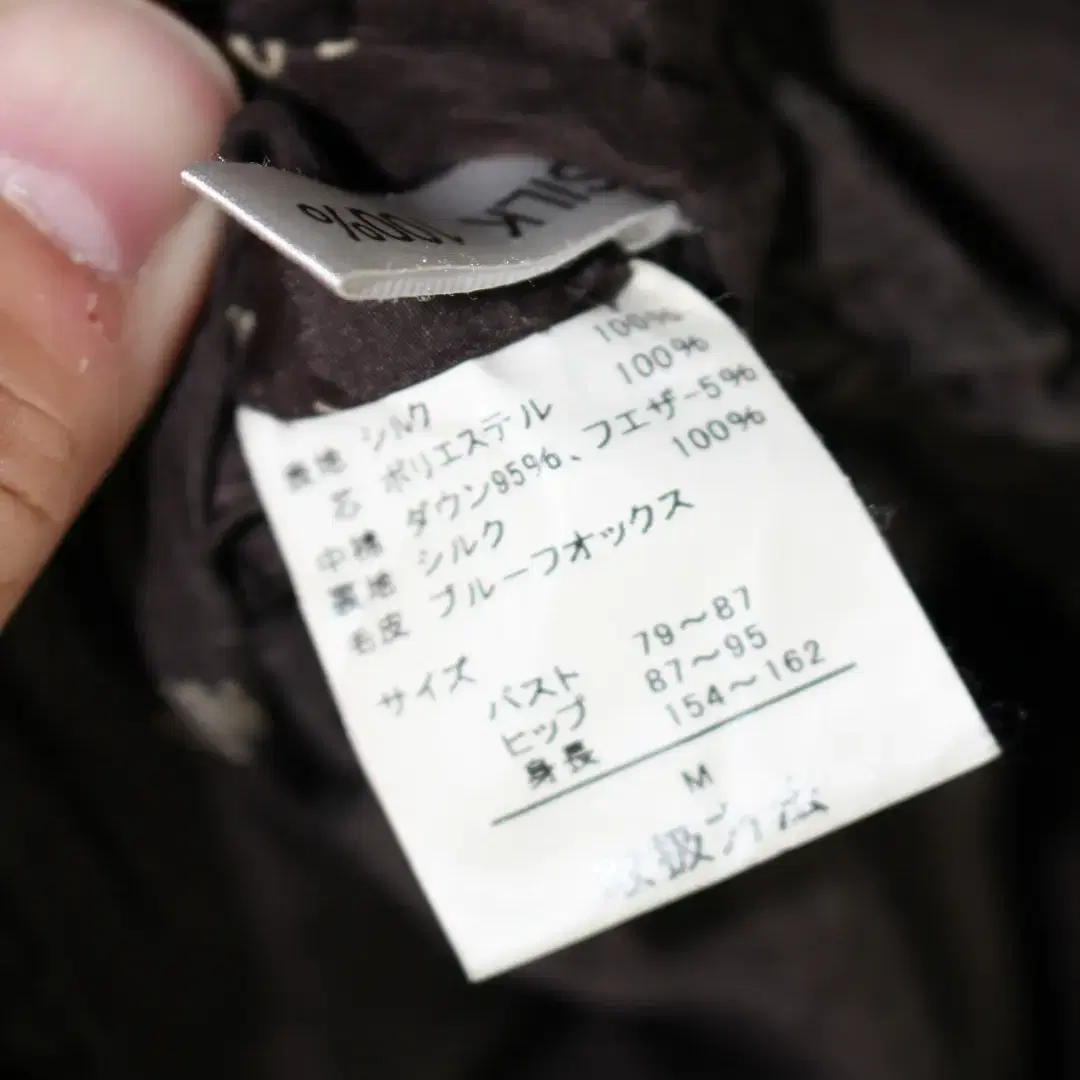 SILK 100%
表地 シルク 100%
芯 ポリエステル 100%
中綿 ダウン95%、フエザー5%
裏地 シルク 100%
毛皮 ブルーフオックス
サイズ
バスト 79～87
ヒップ 87～95
身長 154～162
M
取扱方法